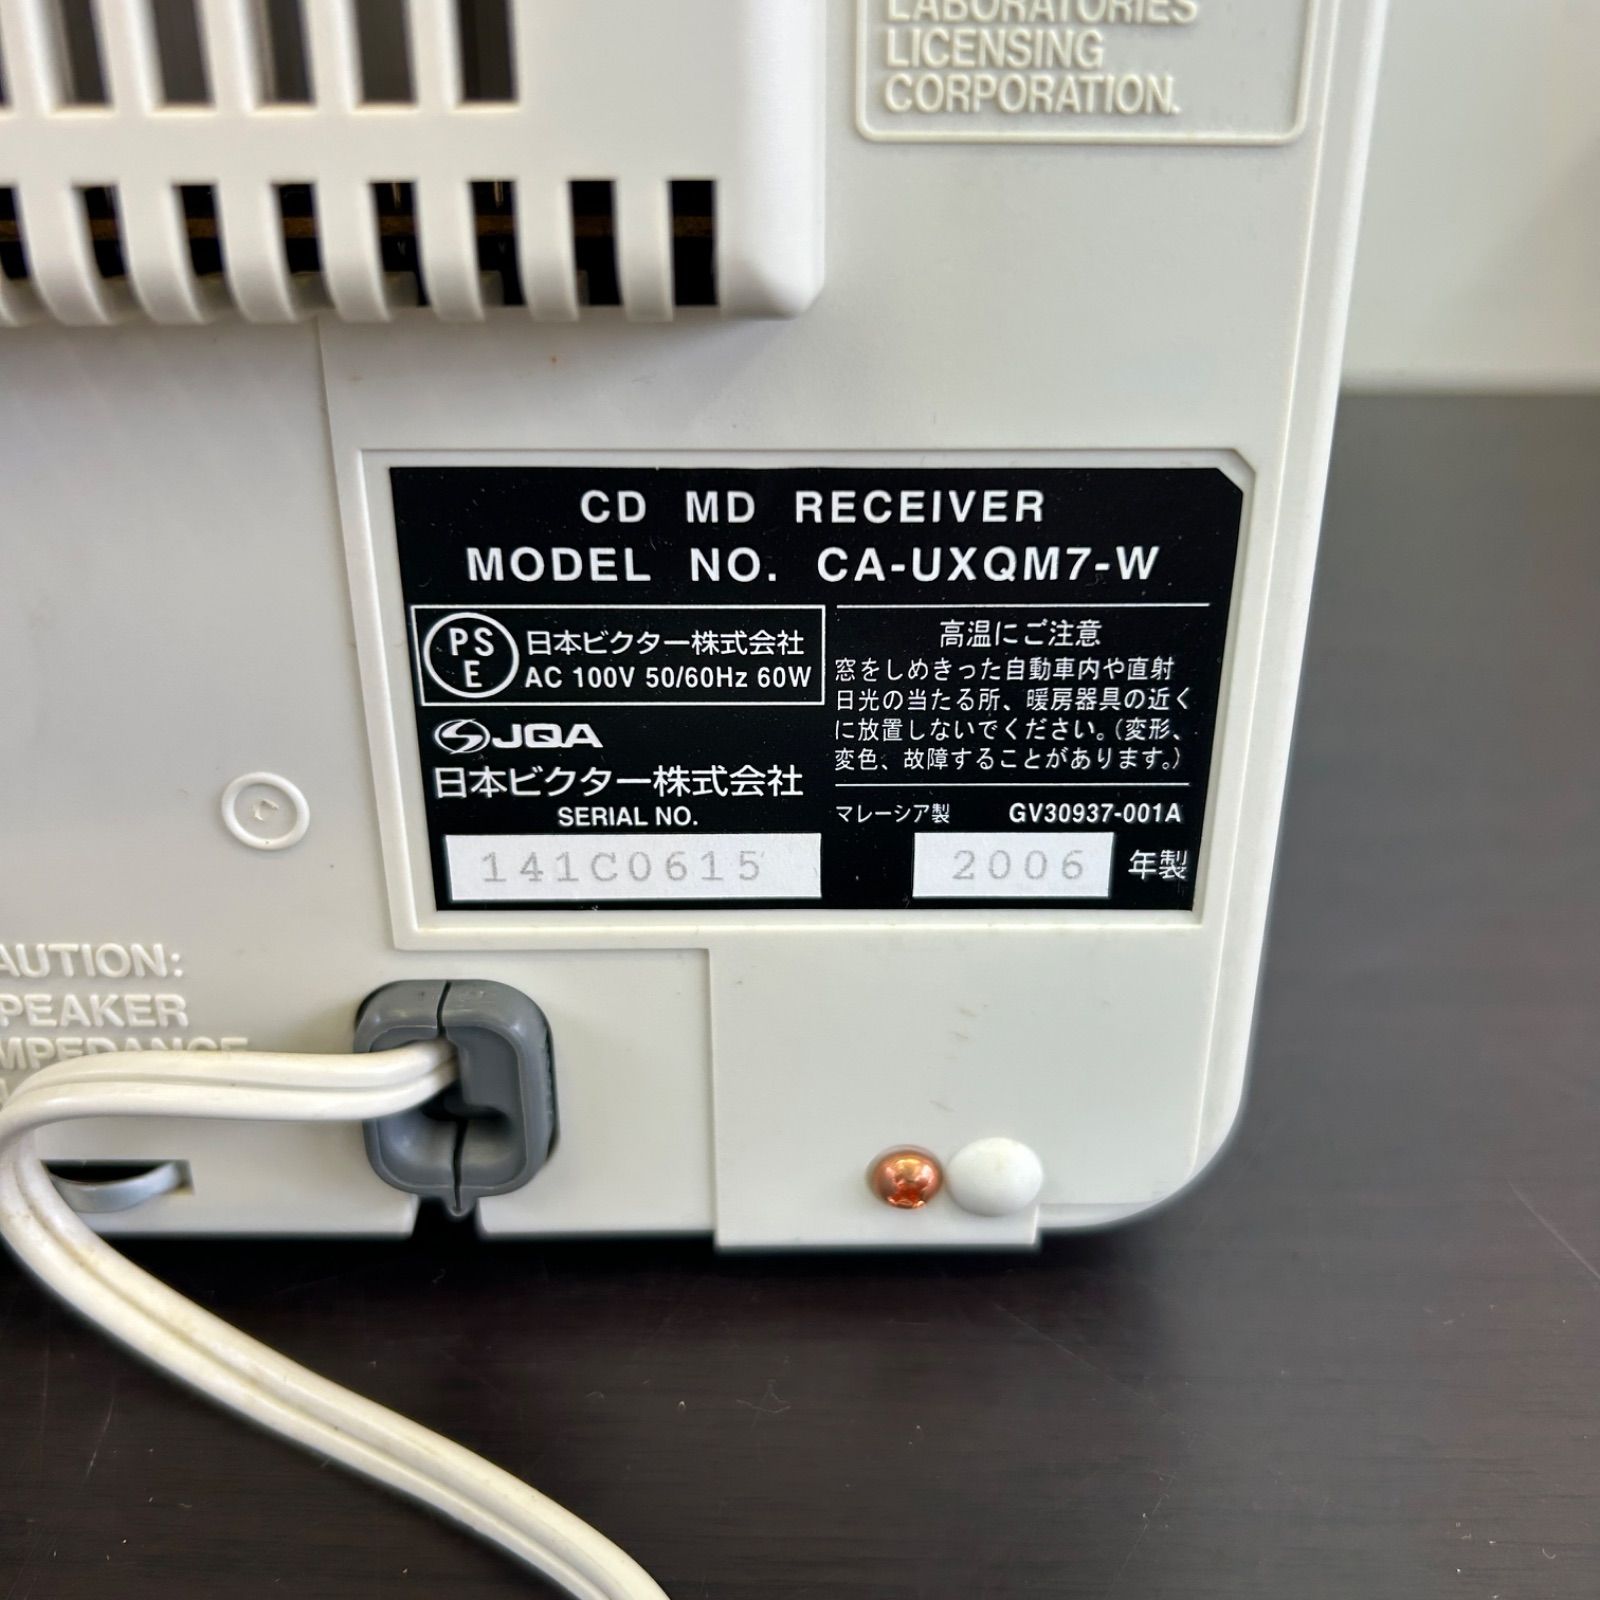 LABORATORIES
LICENSING
CORPORATION.
CD MD RECEIVER
MODEL NO. CA-UXQM7-W
PS
E
日本ビクター株式会社
AC 100V 50/60Hz 60W
JQA
日本ビクター株式会社
SERIAL NO.
141C0615
高温にご注意
窓をしめきった自動車内や直射
日光の当たる所、暖房器具の近く
に放置しないでください。(変形、
変色、故障することがあります。)
マレーシア製 GV30937-001A
2006 年製
AUTION:
PEAKER
MPEDANCE